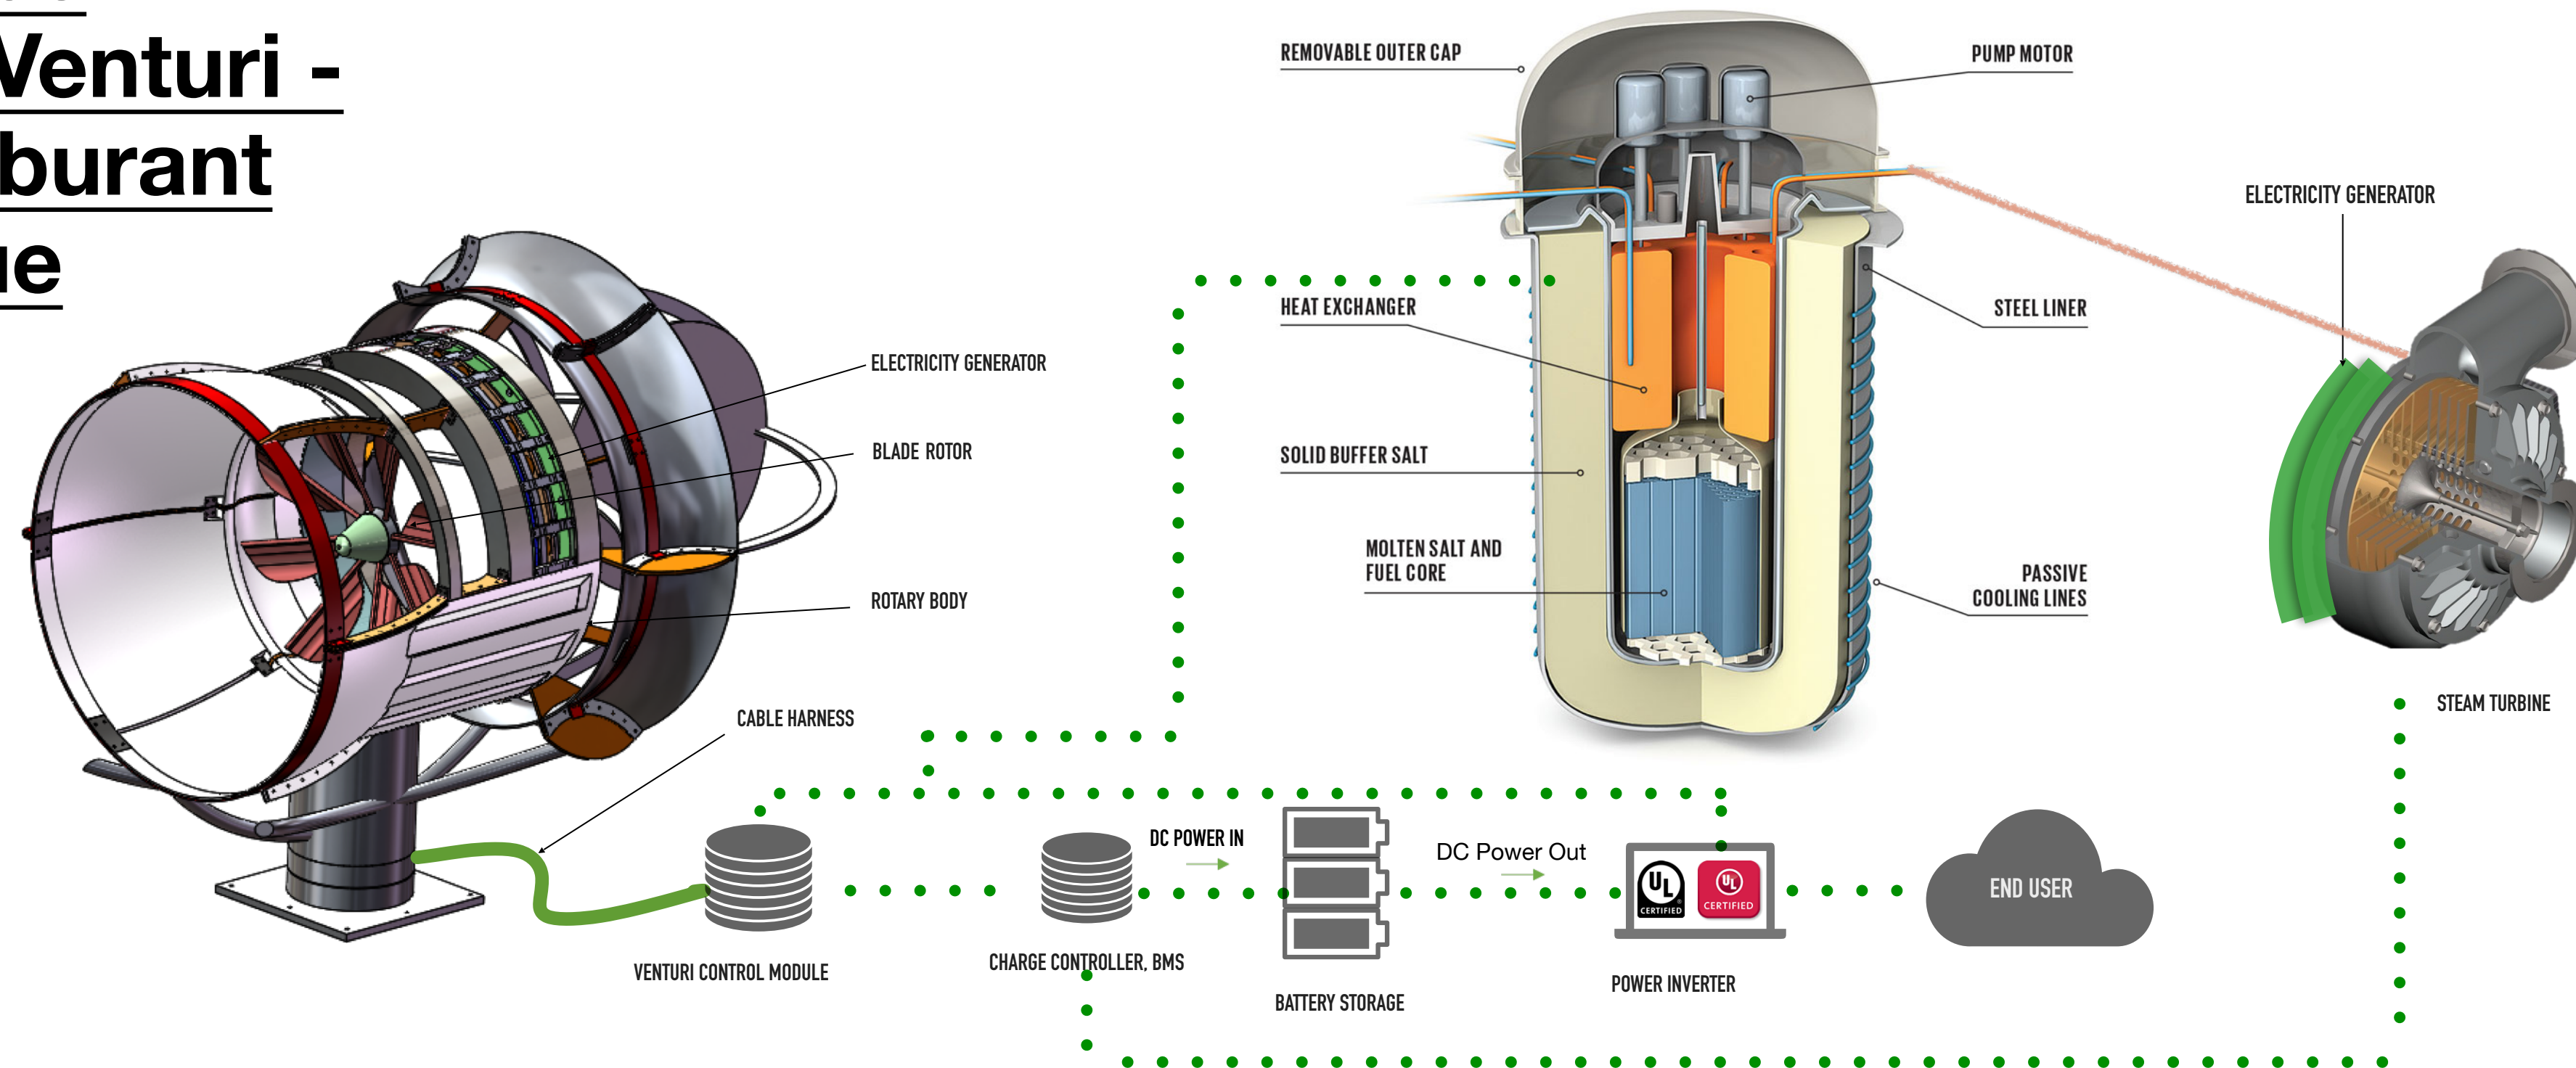 Venturi -
burant
ue
REMOVABLE OUTER CAP
PUMP MOTOR
ELECTRICITY GENERATOR
HEAT EXCHANGER
STEEL LINER
ELECTRICITY GENERATOR
BLADE ROTOR
SOLID BUFFER SALT
MOLTEN SALT AND
FUEL CORE
PASSIVE
COOLING LINES
ROTARY BODY
CABLE HARNESS
STEAM TURBINE
DC POWER IN
DC Power Out
UL
CERTIFIED
UL
CERTIFIED
END USER
VENTURI CONTROL MODULE
CHARGE CONTROLLER, BMS
BATTERY STORAGE
POWER INVERTER